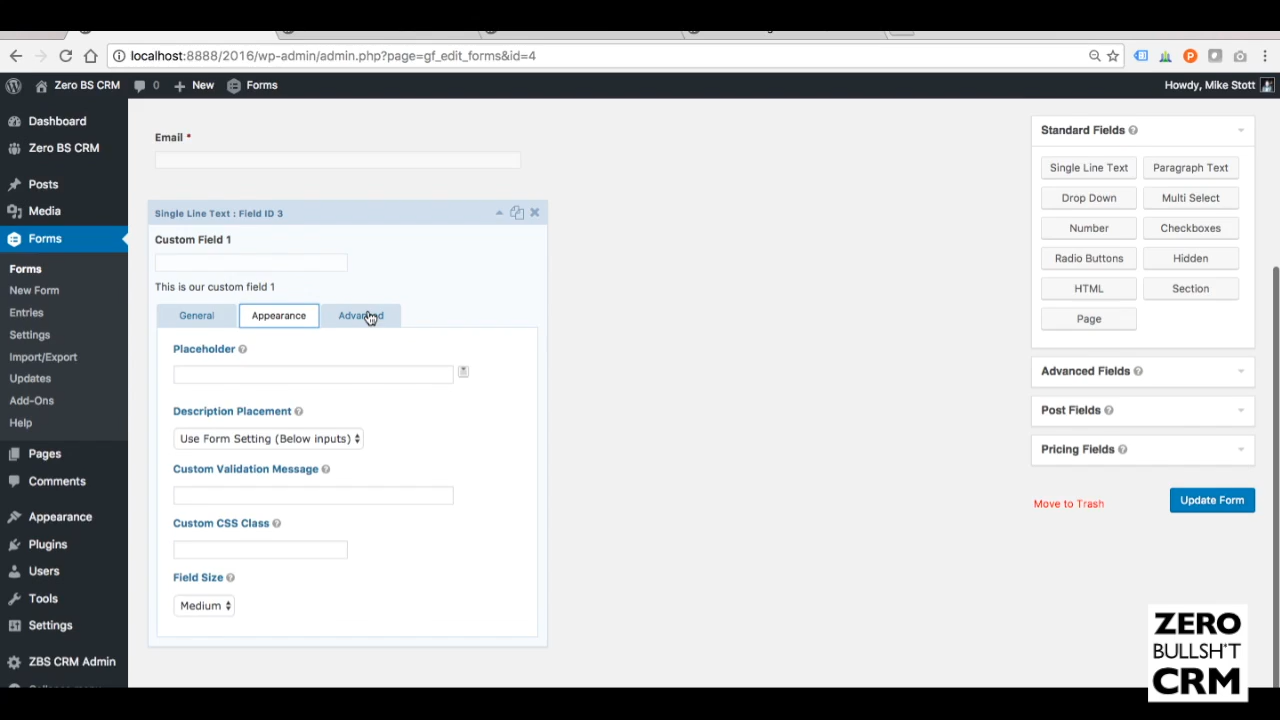 localhost:8888/2016/wp-admin/admin.php?page=gf_edit_forms&id=4
Zero BS CRM 0 New Forms Howdy, Mike Stott
Dashboard
Zero BS CRM
Posts
Media
Forms
Forms
New Form
Entries
Settings
Import/Export
Updates
Add-Ons
Help
Pages
Comments
Appearance
Plugins
Users
Tools
Settings
ZBS CRM Admin
Email *
Single Line Text : Field ID 3
Custom Field 1
This is our custom field 1
General Appearance Advanced
Placeholder
Description Placement
Use Form Setting (Below inputs)
Custom Validation Message
Custom CSS Class
Field Size
Medium
Standard Fields
Single Line Text Paragraph Text
Drop Down Multi Select
Number Checkboxes
Radio Buttons Hidden
HTML Section
Page
Advanced Fields
Post Fields
Pricing Fields
Move to Trash Update Form
ZERO
BULLSH*T
CRM